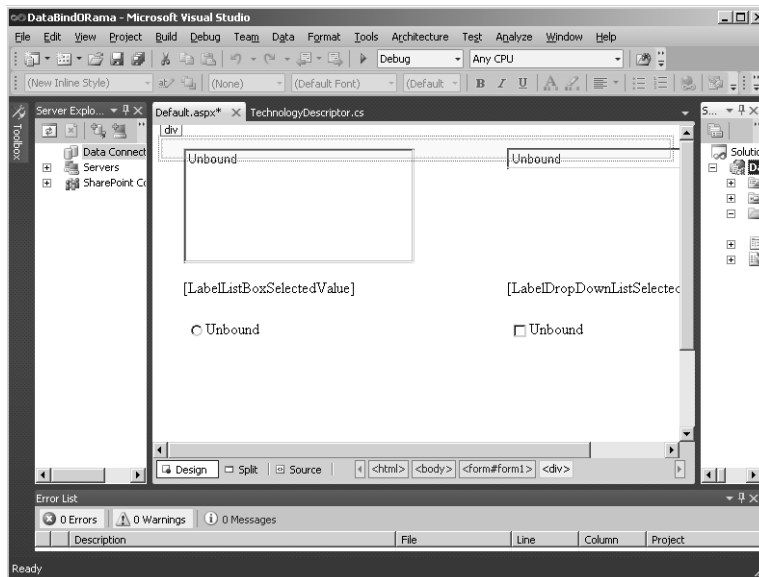 DataBindORama - Microsoft Visual Studio
File Edit View Project Build Debug Team Data Format Tools Architecture Test Analyze Window Help
Debug Any CPU
(New Inline Style) (None) (Default Font) (Default B I U A
Toolbox
Server Explo...
Data Connect
Servers
SharePoint Co
Default.aspx* TechnologyDescriptor.cs
div
Unbound Unbound
[LabelListBoxSelectedValue] [LabelDropDownListSelected
Unbound Unbound
Design Split Source <html> <body> <form#form1> <div>
S...
Solutio
Da
Error List
0 Errors 0 Warnings 0 Messages
Description File Line Column Project
Ready